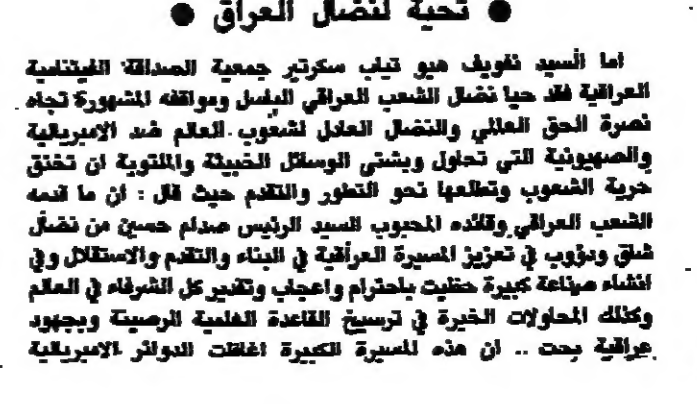 ● تحية لنضال العراق ●
اما السيد نغويف هيو تياب سكرتير جمعية الصداقة الفيتنامية
العراقية فقد حيا نضال الشعب العراقي الباسل ومواقفه المشهورة تجاه
نصرة الحق العالمي والنضال العادل لشعوب العالم ضد الامبريالية
والصهيونية التي تحاول وبشتى الوسائل الخبيثة والملتوية ان تخنق
حرية الشعوب وتطلعها نحو التطور والتقدم حيث قال : ان ما قدمه
الشعب العراقي وقائده المحبوب السيد الرئيس صدام حسين من نضال
شاق ودؤوب في تعزيز المسيرة العراقية في البناء والتقدم والاستقلال وفي
انشاء صناعة كبيرة حظيت باحترام واعجاب وتقدير كل الشرفاء في العالم
وكذلك المحاولات الخيرة في ترسيخ القاعدة العلمية الرصينة وبجهود
عراقية بحت .. ان هذه المسيرة الكبيرة اغاظت الدوائر الامبريالية